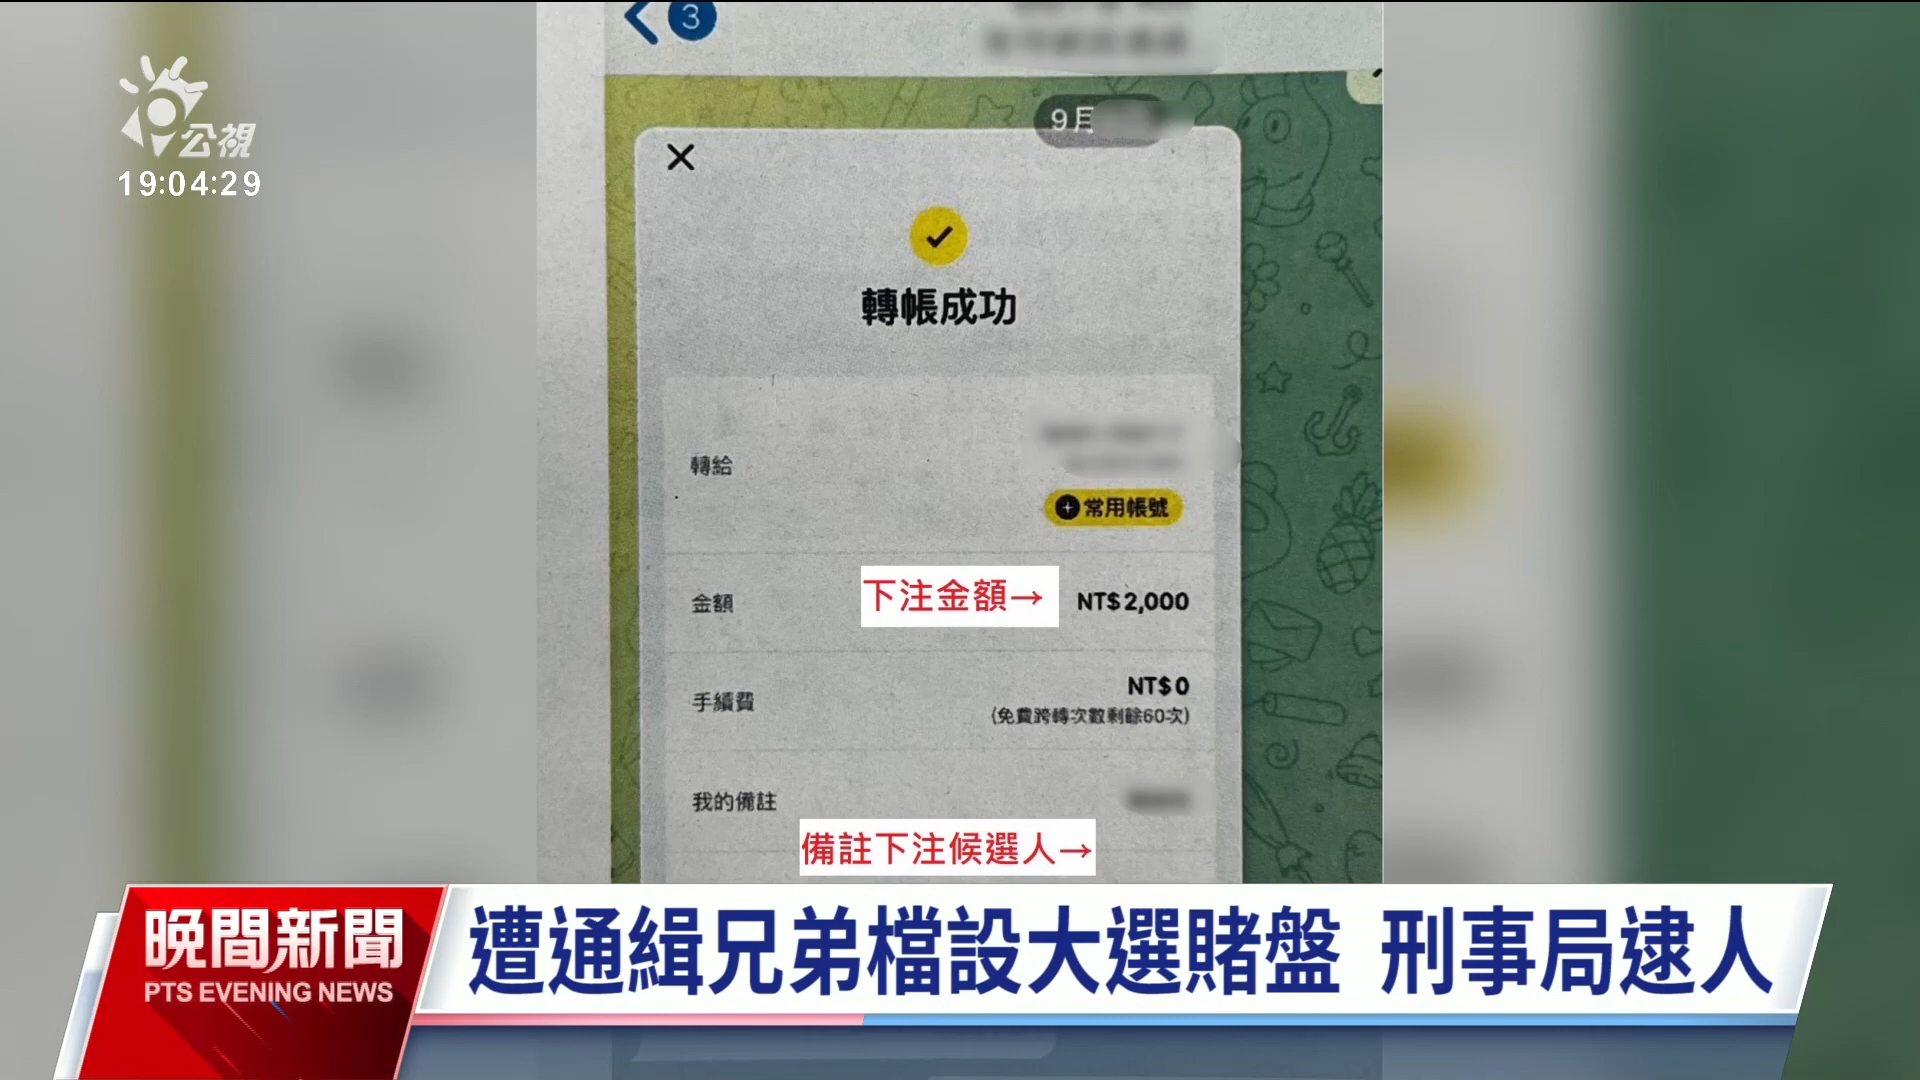 3
公視
19:04:29
9月
轉帳成功
轉給
常用帳號
金額
下注金額→
NT$2,000
手續費
NT$0
(免費跨轉次數剩餘60次)
我的備註
備註下注候選人→
晚間新聞
PTS EVENING NEWS
遭通緝兄弟檔設大選賭盤 刑事局逮人